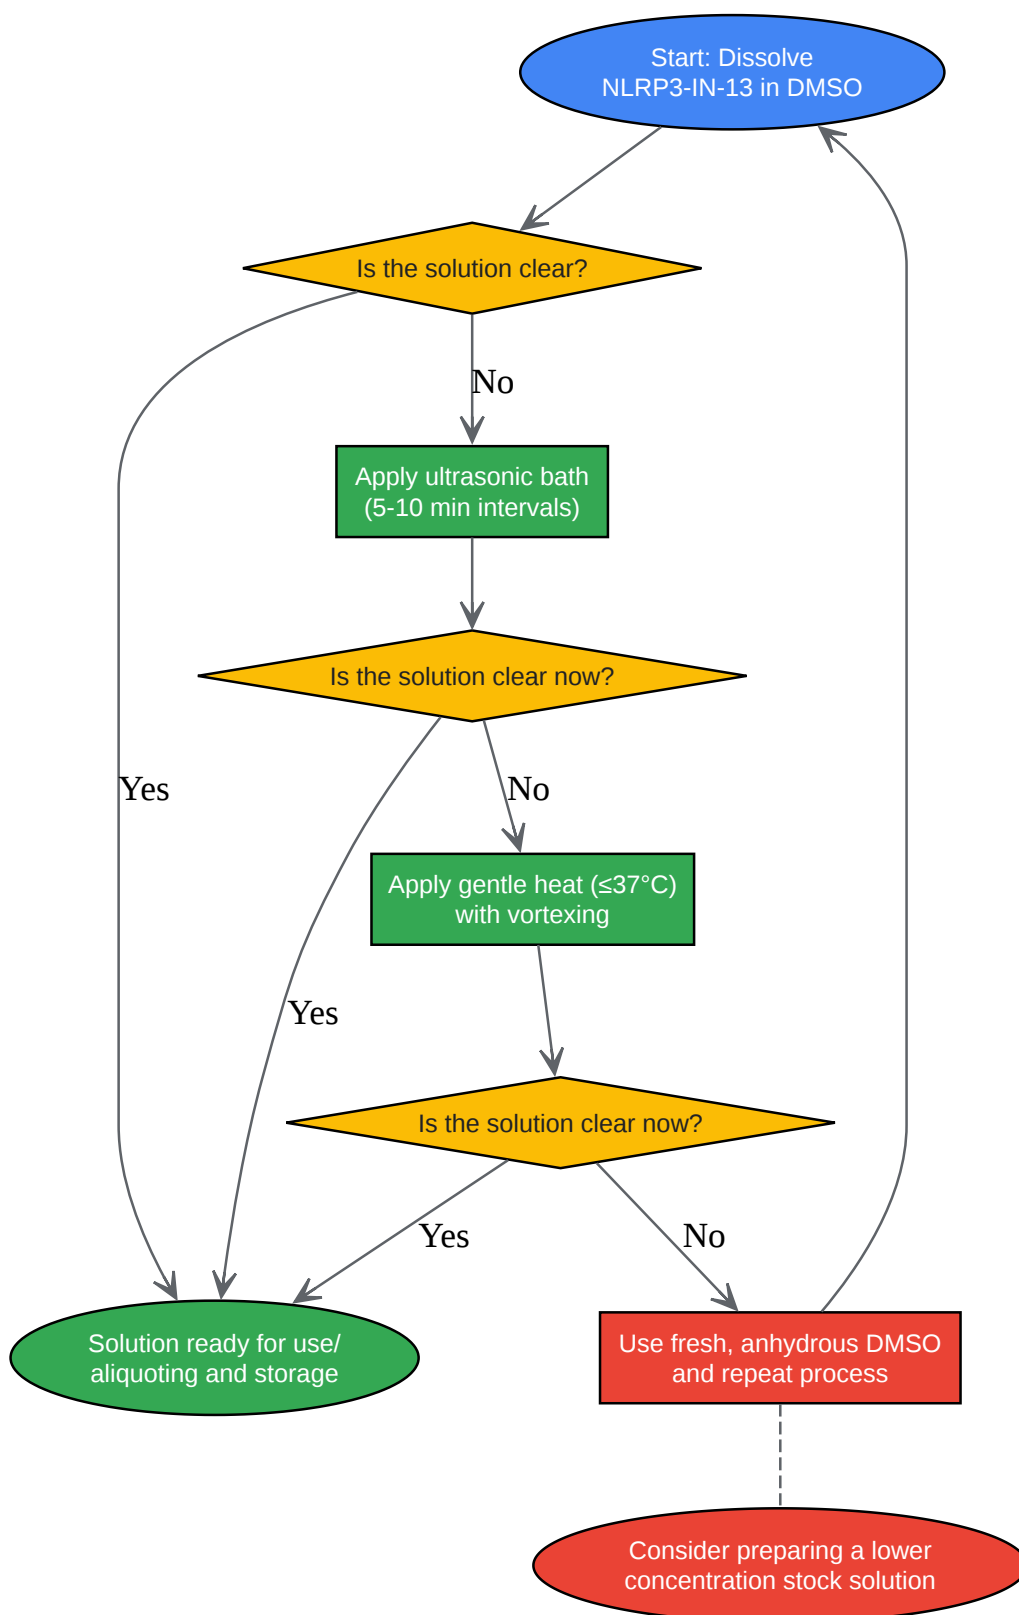 Start: Dissolve
NLRP3-IN-13 in DMSO
Is the solution clear?
No
Apply ultrasonic bath
(5-10 min intervals)
Is the solution clear now?
Yes
No
Apply gentle heat (≤37°C)
with vortexing
Yes
Is the solution clear now?
Yes
No
Solution ready for use/
aliquoting and storage
Use fresh, anhydrous DMSO
and repeat process
Consider preparing a lower
concentration stock solution